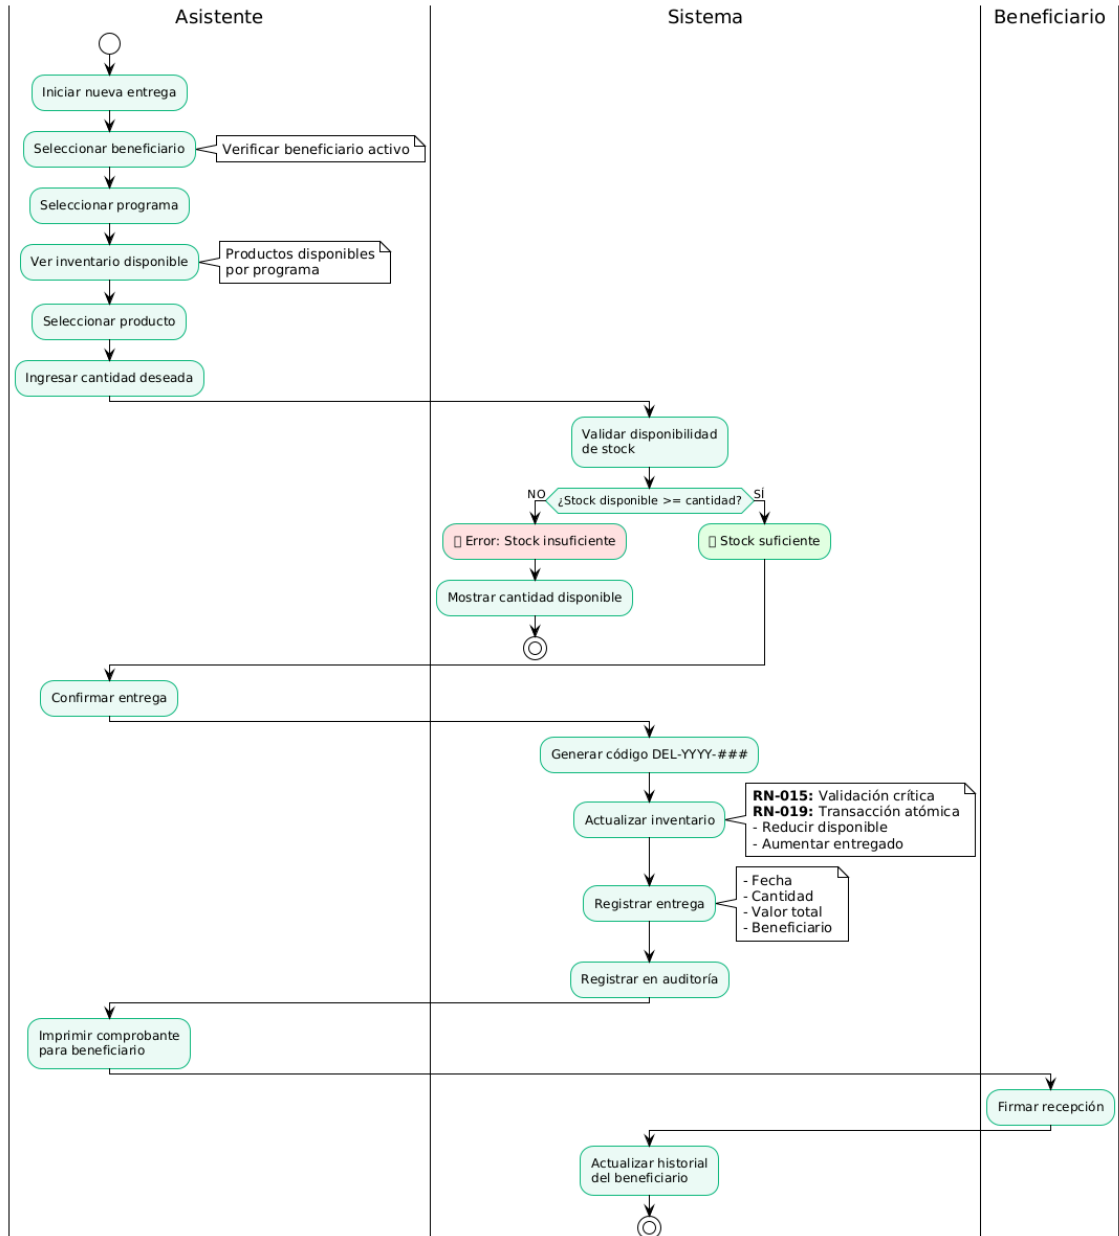 Asistente
Sistema
Beneficiario
Iniciar nueva entrega
Seleccionar beneficiario
Verificar beneficiario activo
Seleccionar programa
Ver inventario disponible
Productos disponibles
por programa
Seleccionar producto
Ingresar cantidad deseada
Validar disponibilidad
de stock
NO
¿Stock disponible >= cantidad?
SÍ
Error: Stock insuficiente
Stock suficiente
Mostrar cantidad disponible
Confirmar entrega
Generar código DEL-YYYY-###
Actualizar inventario
RN-015: Validación crítica
RN-019: Transacción atómica
- Reducir disponible
- Aumentar entregado
Registrar entrega
- Fecha
- Cantidad
- Valor total
- Beneficiario
Registrar en auditoría
Imprimir comprobante
para beneficiario
Firmar recepción
Actualizar historial
del beneficiario